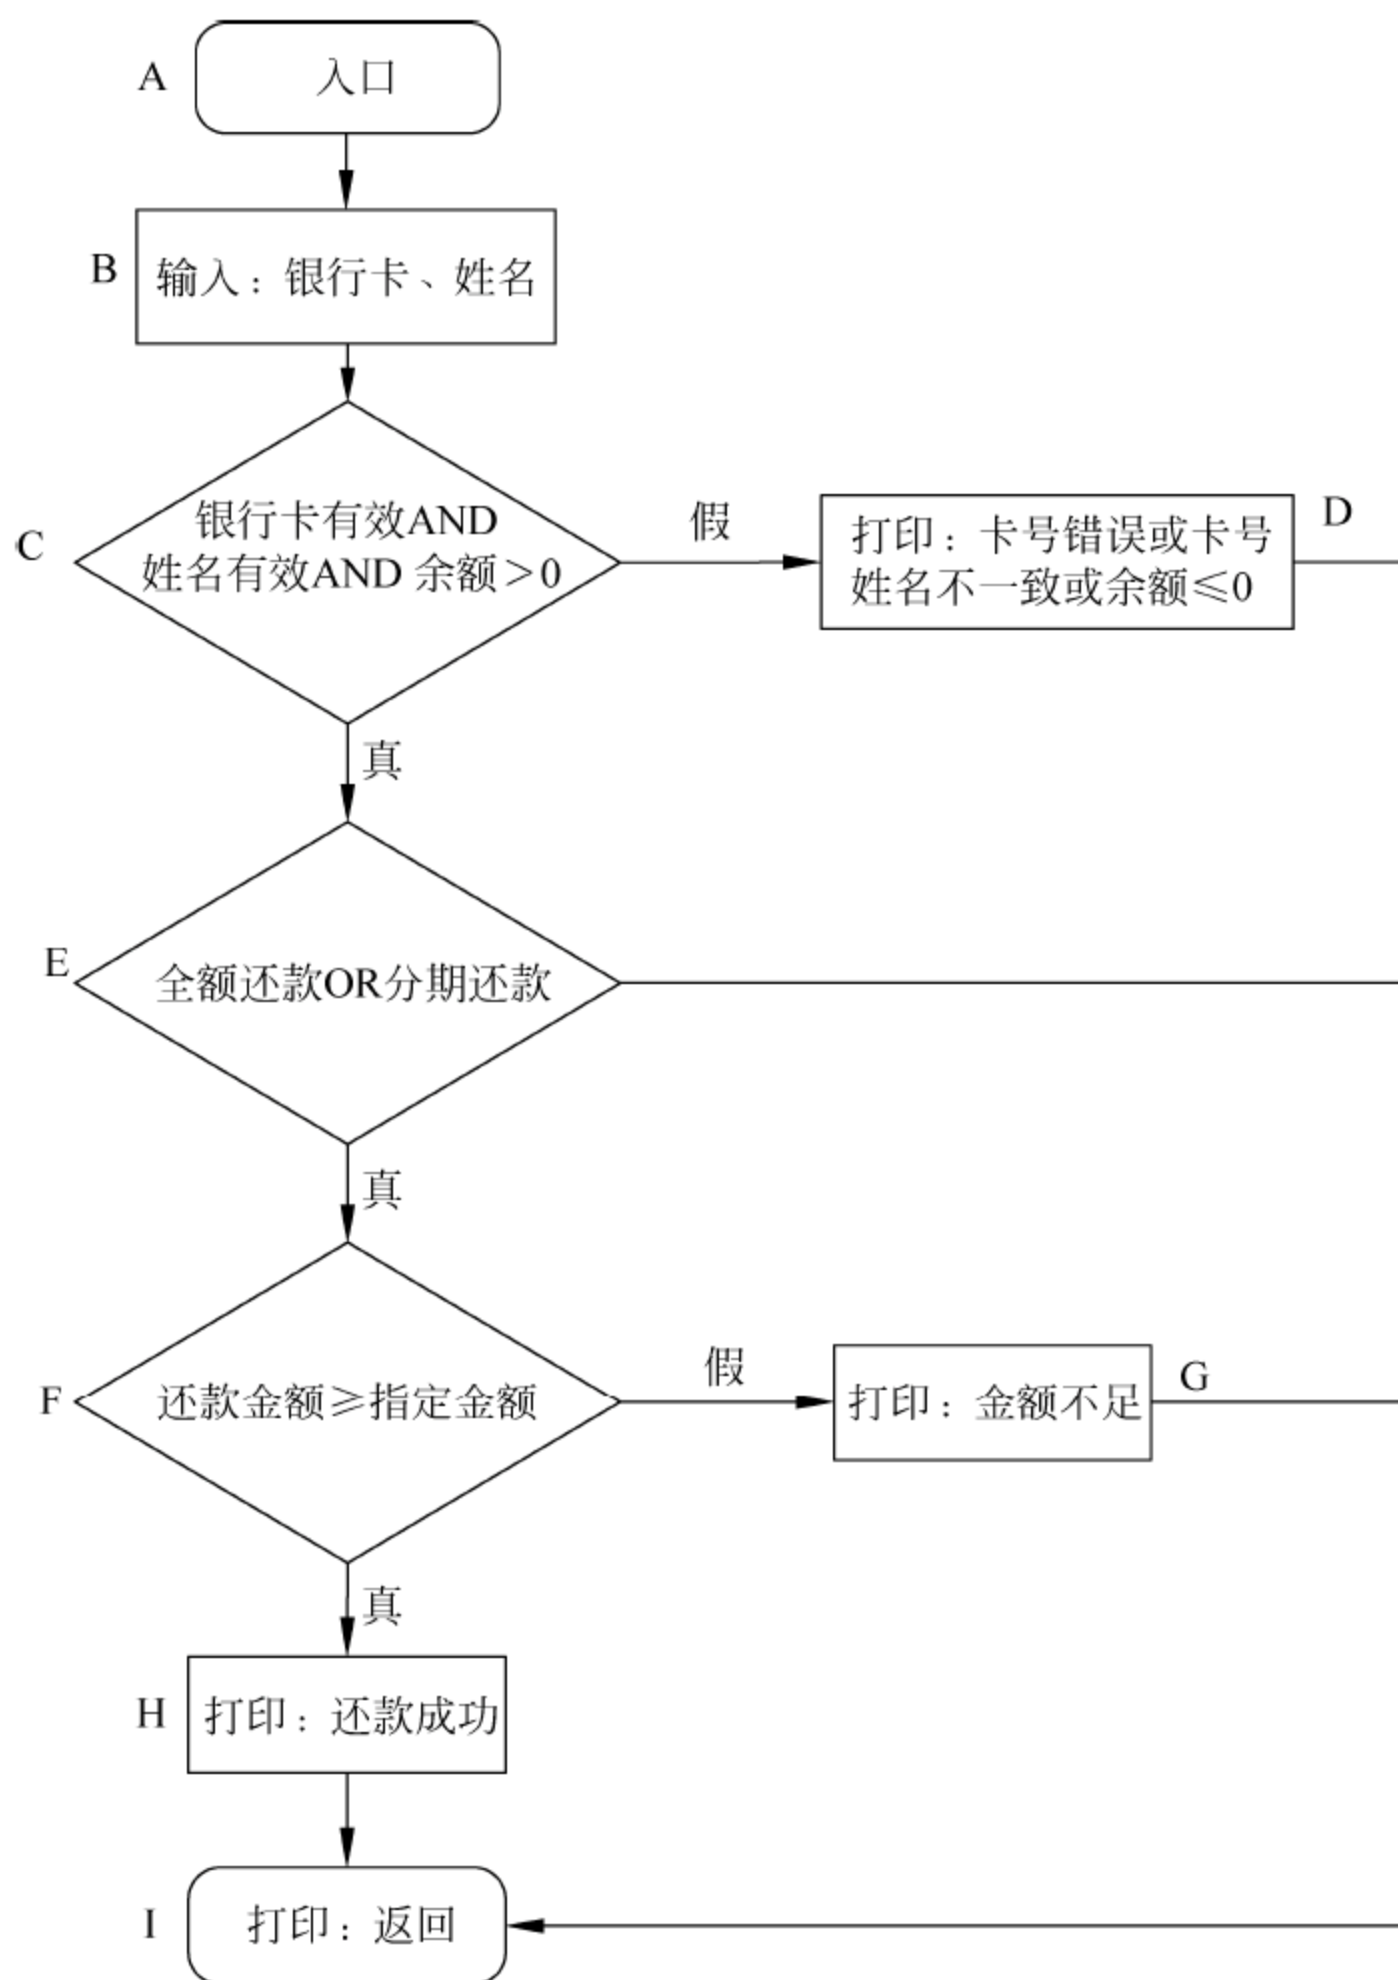 A
入口
B
输入：银行卡、姓名
C
银行卡有效AND
姓名有效AND 余额＞0
假
打印：卡号错误或卡号
姓名不一致或余额≤0
D
真
E
全额还款OR分期还款
真
F
还款金额≥指定金额
假
打印：金额不足
G
真
H
打印：还款成功
I
打印：返回